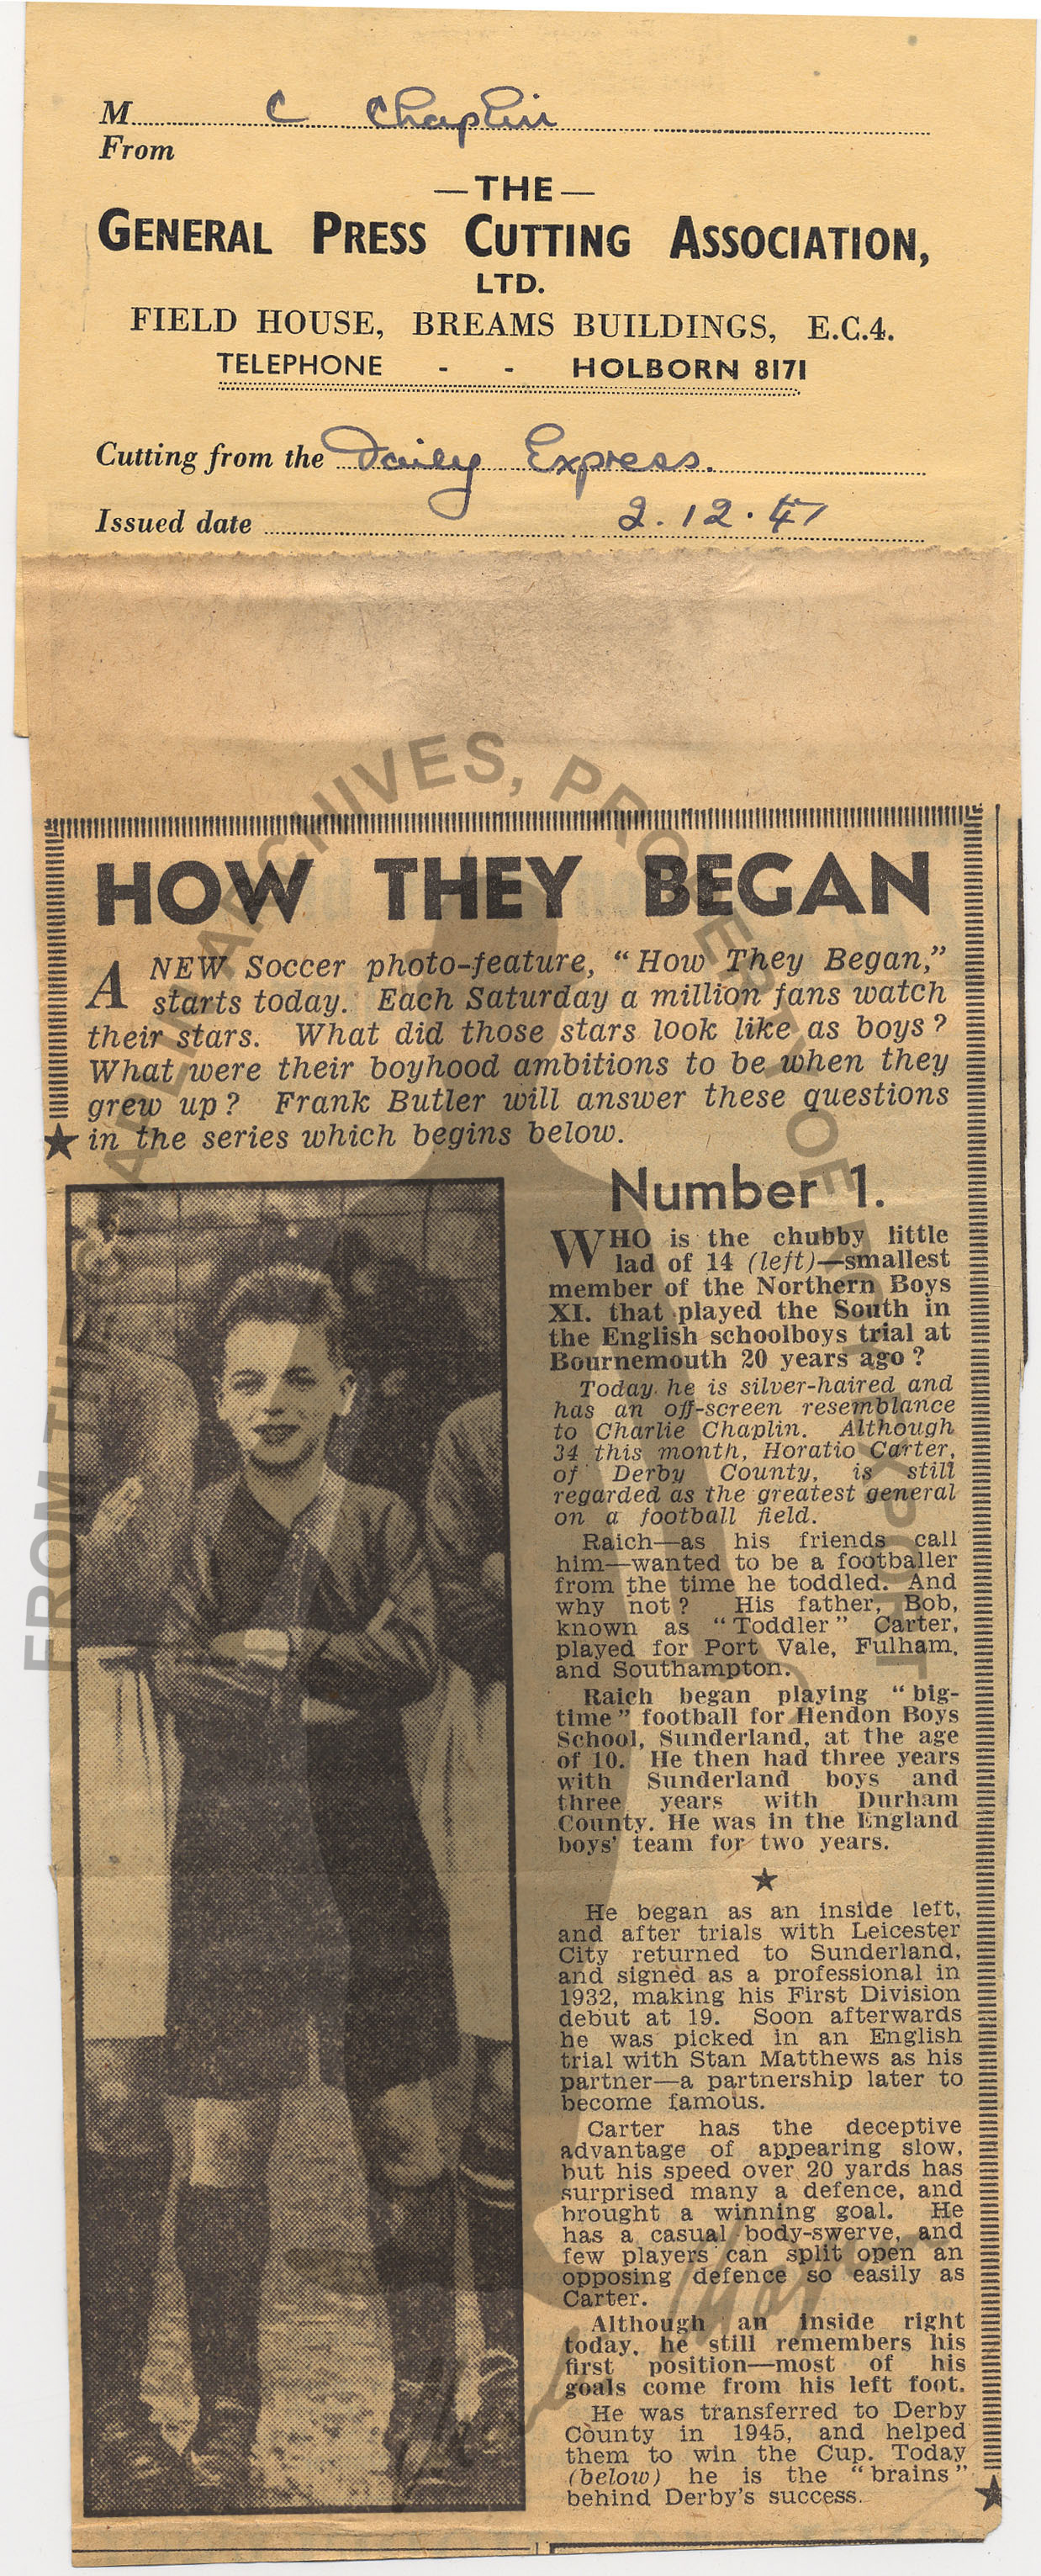 M C Chaplin
From
—THE—
GENERAL PRESS CUTTING ASSOCIATION,
LTD.
FIELD HOUSE, BREAMS BUILDINGS, E.C.4.
TELEPHONE - - HOLBORN 8171
Cutting from the Daily Express.
Issued date 2.12.47
HOW THEY BEGAN
A NEW Soccer photo-feature, “How They Began,”
starts today. Each Saturday a million fans watch
their stars. What did those stars look like as boys?
What were their boyhood ambitions to be when they
grew up? Frank Butler will answer these questions
★ in the series which begins below.
Number 1.
WHO is the chubby little
lad of 14 (left)—smallest
member of the Northern Boys
XI. that played the South in
the English schoolboys trial at
Bournemouth 20 years ago?
Today he is silver-haired and
has an off-screen resemblance
to Charlie Chaplin. Although
34 this month, Horatio Carter,
of Derby County, is still
regarded as the greatest general
on a football field.
Raich—as his friends call
him—wanted to be a footballer
from the time he toddled. And
why not? His father, Bob,
known as “Toddler” Carter,
played for Port Vale, Fulham,
and Southampton.
Raich began playing “big-
time” football for Hendon Boys
School, Sunderland, at the age
of 10. He then had three years
with Sunderland boys and
three years with Durham
County. He was in the England
boys’ team for two years.
★
He began as an inside left,
and after trials with Leicester
City returned to Sunderland,
and signed as a professional in
1932, making his First Division
debut at 19. Soon afterwards
he was picked in an English
trial with Stan Matthews as his
partner—a partnership later to
become famous.
Carter has the deceptive
advantage of appearing slow,
but his speed over 20 yards has
surprised many a defence, and
brought a winning goal. He
has a casual body-swerve, and
few players can split open an
opposing defence so easily as
Carter.
Although an inside right
today, he still remembers his
first position—most of his
goals come from his left foot.
He was transferred to Derby
County in 1945, and helped
them to win the Cup. Today
(below) he is the “brains”
behind Derby’s success.
★
FROM THE CHAPLIN ARCHIVES, PROPERTY OF ROY EXPORT